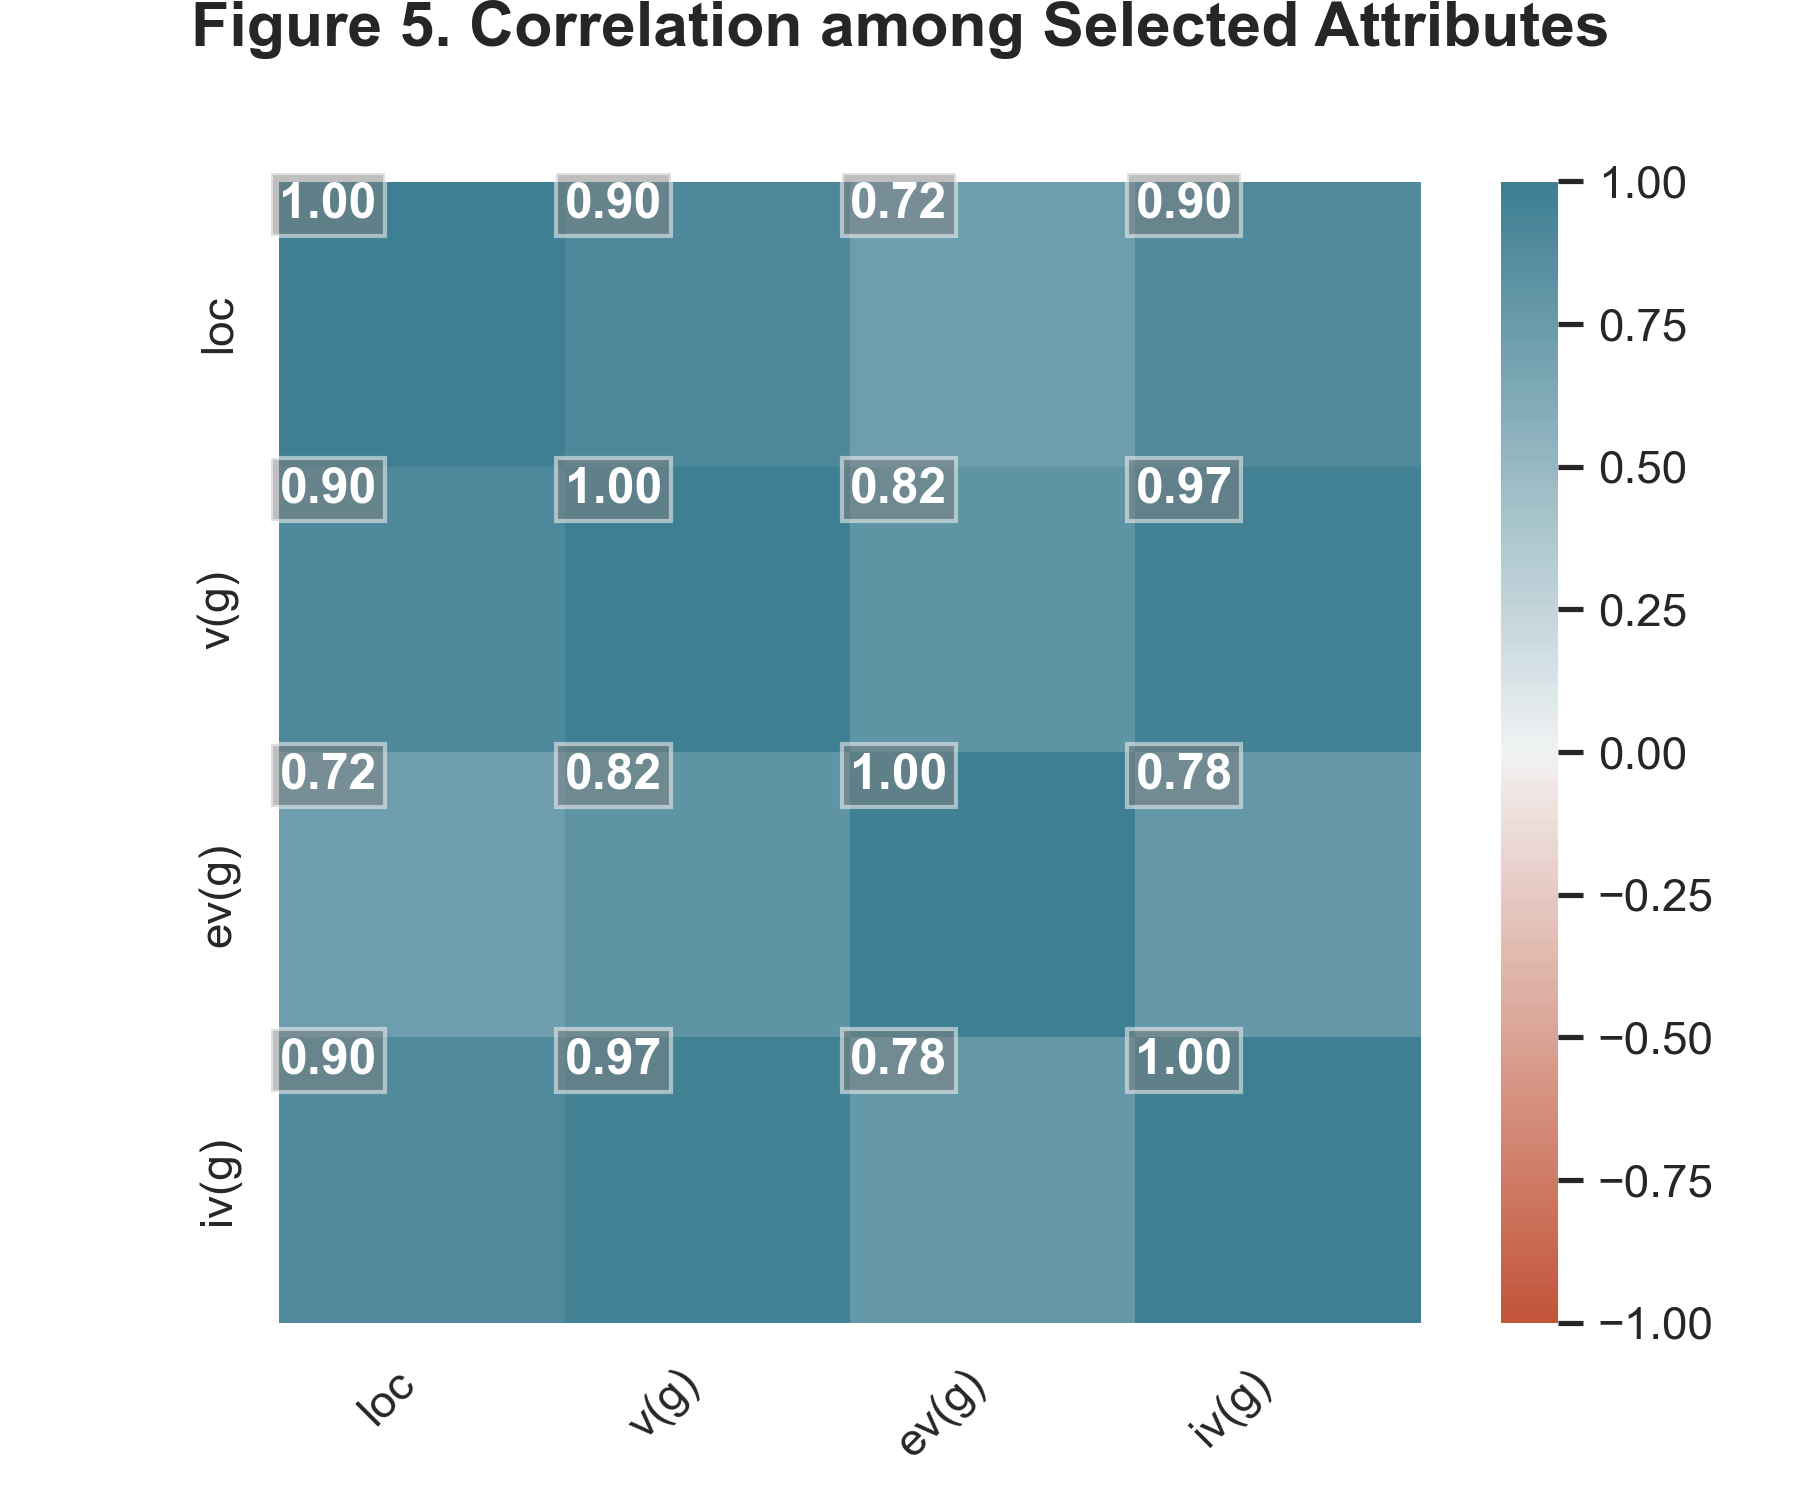 Figure 5. Correlation among Selected Attributes
1.00 0.90 0.72 0.90
loc
0.90 1.00 0.82 0.97
v(g)
0.72 0.82 1.00 0.78
ev(g)
0.90 0.97 0.78 1.00
iv(g)
loc v(g) ev(g) iv(g)
1.00
0.75
0.50
0.25
0.00
−0.25
−0.50
−0.75
−1.00